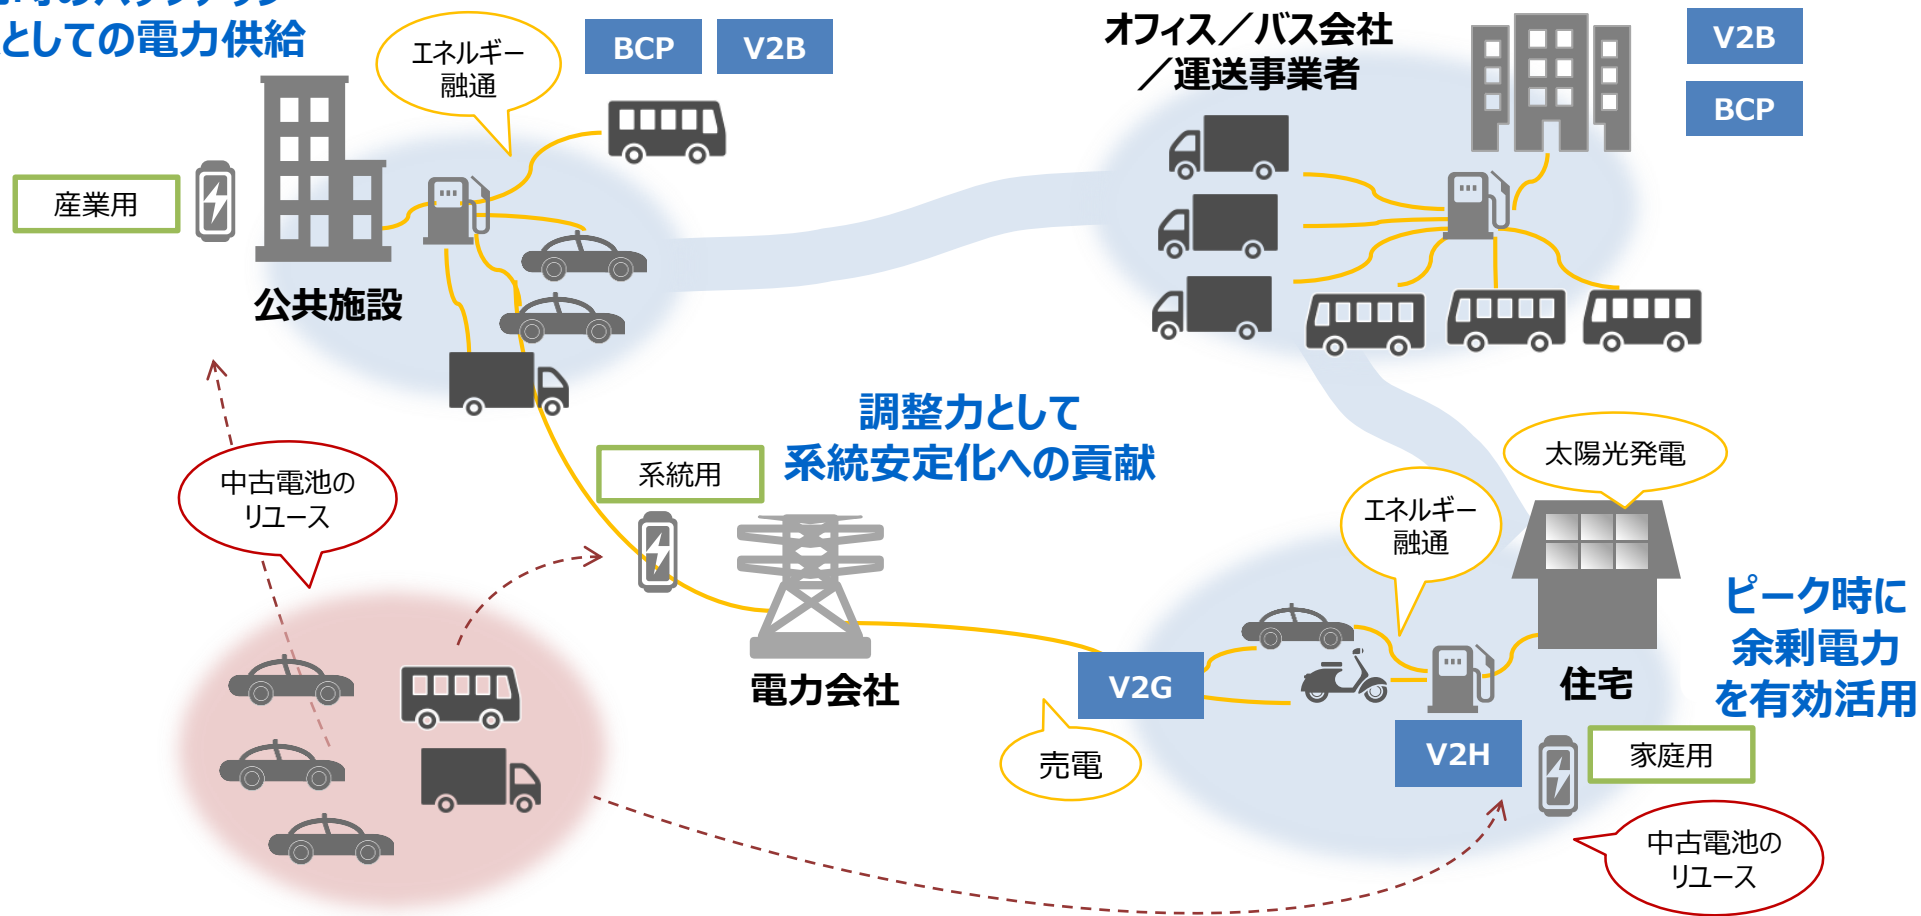 としての電力供給
エネルギー
融通
BCP
V2B
オフィス／バス会社
／運送事業者
V2B
BCP
産業用
公共施設
調整力として
系統安定化への貢献
系統用
中古電池の
リユース
太陽光発電
エネルギー
融通
電力会社
V2G
売電
住宅
ピーク時に
余剰電力
を有効活用
V2H
家庭用
中古電池の
リユース